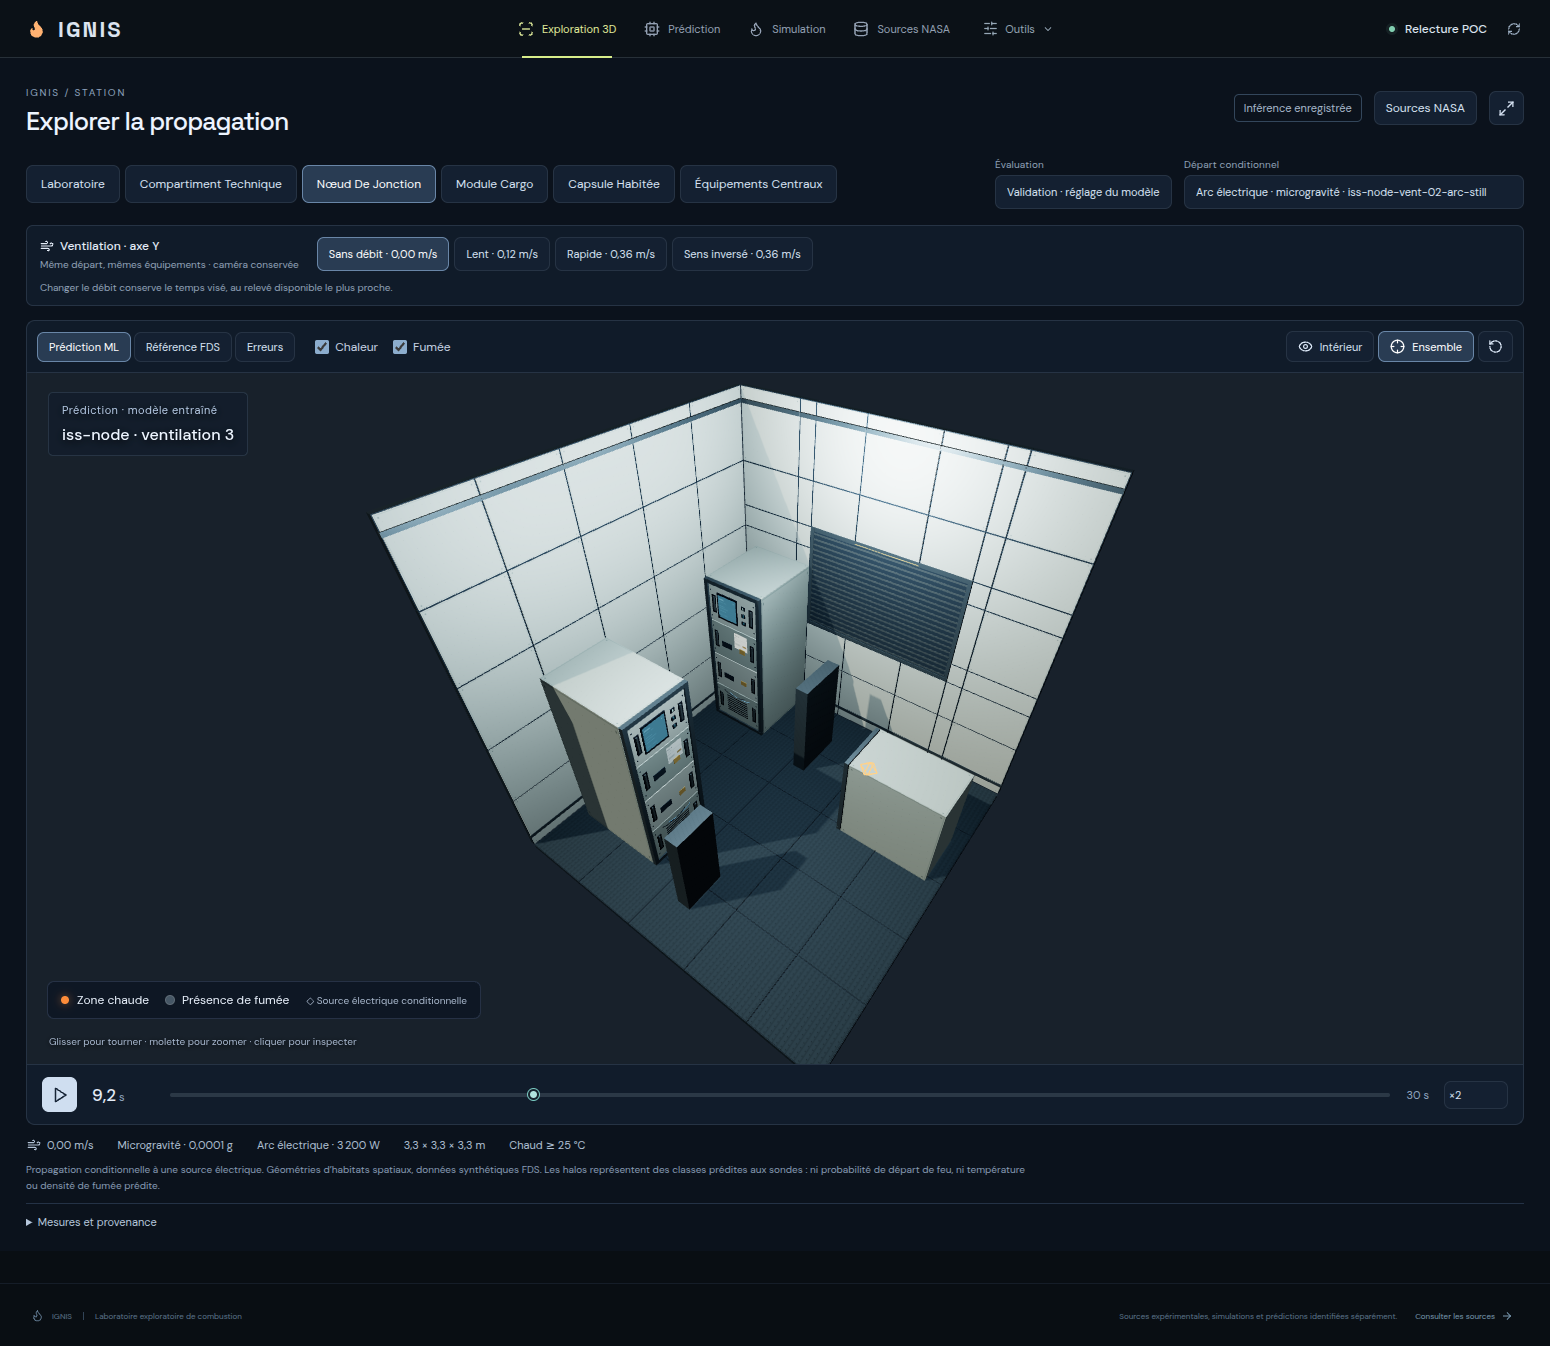 IGNIS
Exploration 3D
Prédiction
Simulation
Sources NASA
Outils
Relecture POC
IGNIS / STATION
Explorer la propagation
Inférence enregistrée
Sources NASA
Laboratoire
Compartiment Technique
Nœud De Jonction
Module Cargo
Capsule Habitée
Équipements Centraux
Évaluation
Validation · réglage du modèle
Départ conditionnel
Arc électrique · microgravité · iss-node-vent-02-arc-still
Ventilation · axe Y
Même départ, mêmes équipements · caméra conservée
Sans débit · 0,00 m/s
Lent · 0,12 m/s
Rapide · 0,36 m/s
Sens inversé · 0,36 m/s
Changer le débit conserve le temps visé, au relevé disponible le plus proche.
Prédiction ML
Référence FDS
Erreurs
Chaleur
Fumée
Intérieur
Ensemble
Prédiction · modèle entraîné
iss-node · ventilation 3
Zone chaude
Présence de fumée
◇ Source électrique conditionnelle
Glisser pour tourner · molette pour zoomer · cliquer pour inspecter
9,2 s
30 s
×2
0,00 m/s
Microgravité · 0,0001 g
Arc électrique · 3 200 W
3,3 × 3,3 × 3,3 m
Chaud ≥ 25 °C
Propagation conditionnelle à une source électrique. Géométries d'habitats spatiaux, données synthétiques FDS. Les halos représentent des classes prédites aux sondes : ni probabilité de départ de feu, ni température
ou densité de fumée prédite.
Mesures et provenance
IGNIS | Laboratoire exploratoire de combustion
Sources expérimentales, simulations et prédictions identifiées séparément.
Consulter les sources